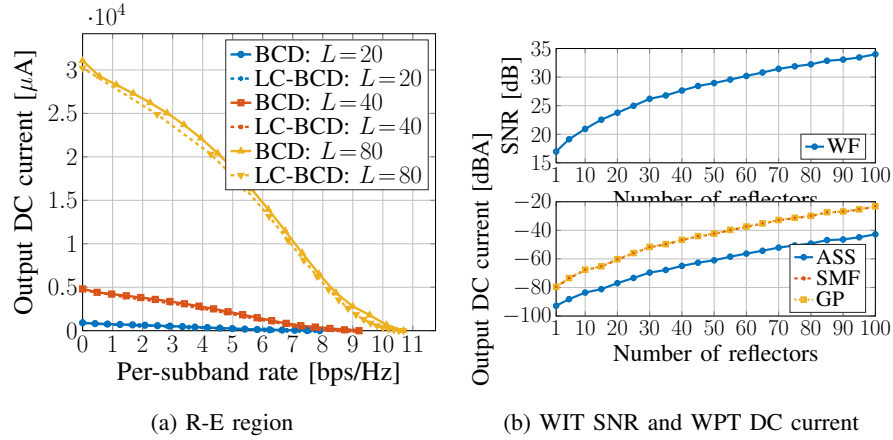 ·10⁴
3
2.5
2
1.5
1
0.5
0
0 1 2 3 4 5 6 7 8 9 10 11
Output DC current [μA]
Per-subband rate [bps/Hz]
BCD: L=20
LC-BCD: L=20
BCD: L=40
LC-BCD: L=40
BCD: L=80
LC-BCD: L=80
(a) R-E region
35
30
25
20
15
1 10 20 30 40 50 60 70 80 90 100
SNR [dB]
Number of reflectors
WF
−20
−40
−60
−80
−100
1 10 20 30 40 50 60 70 80 90 100
Output DC current [dBA]
Number of reflectors
ASS
SMF
GP
(b) WIT SNR and WPT DC current